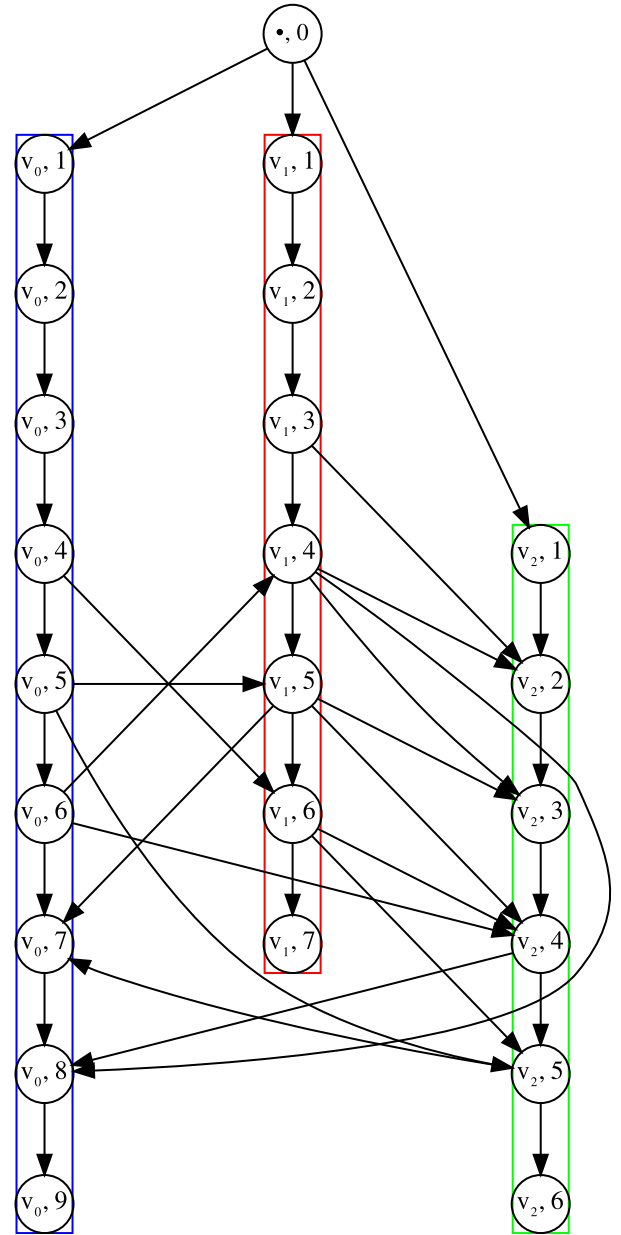 •, 0
v₀, 1
v₁, 1
v₀, 2
v₁, 2
v₀, 3
v₁, 3
v₀, 4
v₁, 4
v₂, 1
v₀, 5
v₁, 5
v₂, 2
v₀, 6
v₁, 6
v₂, 3
v₀, 7
v₁, 7
v₂, 4
v₀, 8
v₂, 5
v₀, 9
v₂, 6